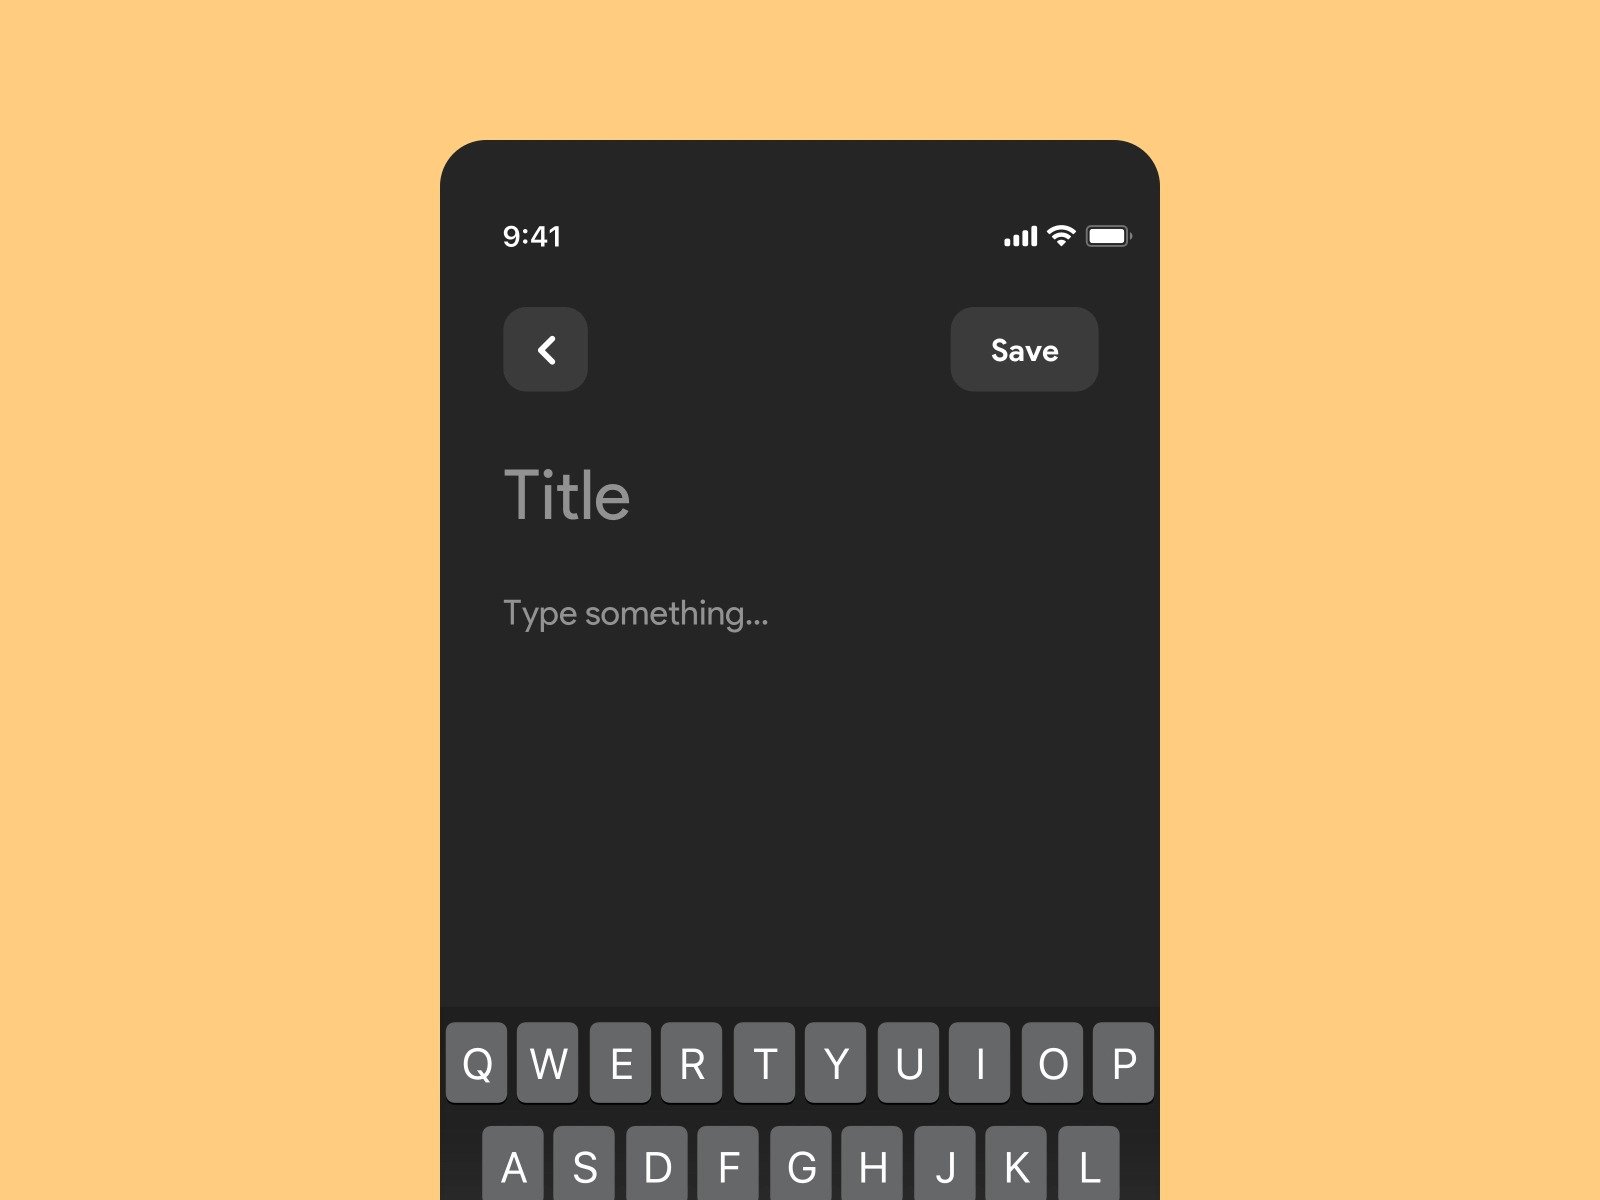 9:41
Save
Title
Type something...
Q W E R T Y U I O P
A S D F G H J K L